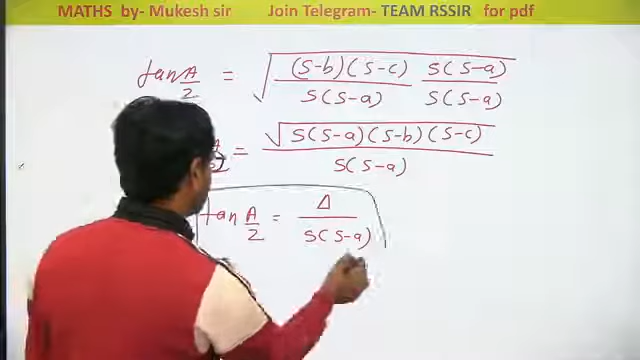 MATHS by- Mukesh sir Join Telegram- TEAM RSSIR for pdf
tan A/2 = √((s-b)(s-c)/s(s-a) s(s-a)/s(s-a))
= √(s(s-a)(s-b)(s-c))/s(s-a)
tan A/2 = Δ/s(s-a)